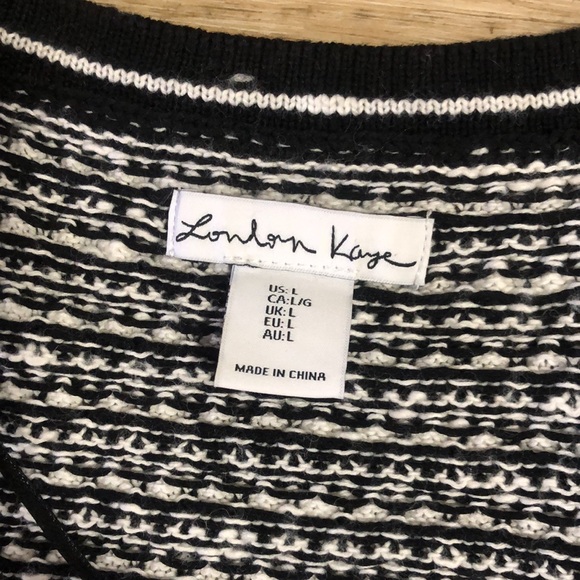 London Kaye
US: L
CA:L/G
UK: L
EU: L
AU: L
MADE IN CHINA